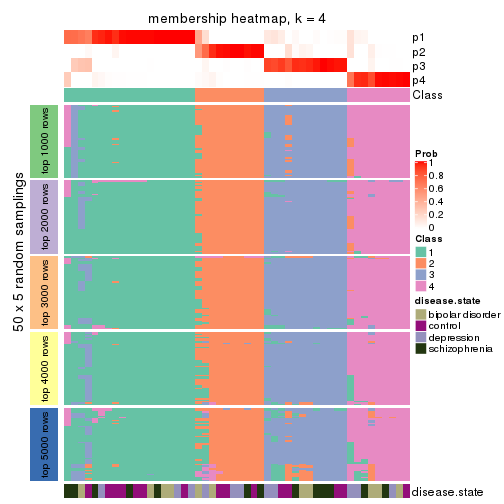 membership heatmap, k = 4
p1
p2
p3
p4
Class
50 x 5 random samplings
top 1000 rows
top 2000 rows
top 3000 rows
top 4000 rows
top 5000 rows
Prob
1
0.8
0.6
0.4
0.2
0
Class
1
2
3
4
disease.state
bipolar disorder
control
depression
schizophrenia
disease.state